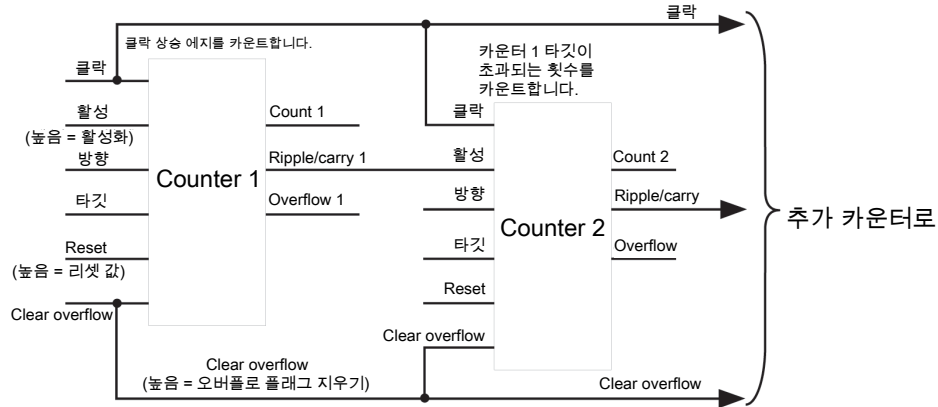 클락
클락 상승 에지를 카운트합니다.
클락
활성
(높음 = 활성화)
방향
타깃
Reset
(높음 = 리셋 값)
Clear overflow
Counter 1
Count 1
Ripple/carry 1
Overflow 1
카운터 1 타깃이
초과되는 횟수를
카운트합니다.
클락
활성
방향
타깃
Reset
Clear overflow
Counter 2
Count 2
Ripple/carry
Overflow
추가 카운터로
Clear overflow
(높음 = 오버플로 플래그 지우기)
Clear overflow